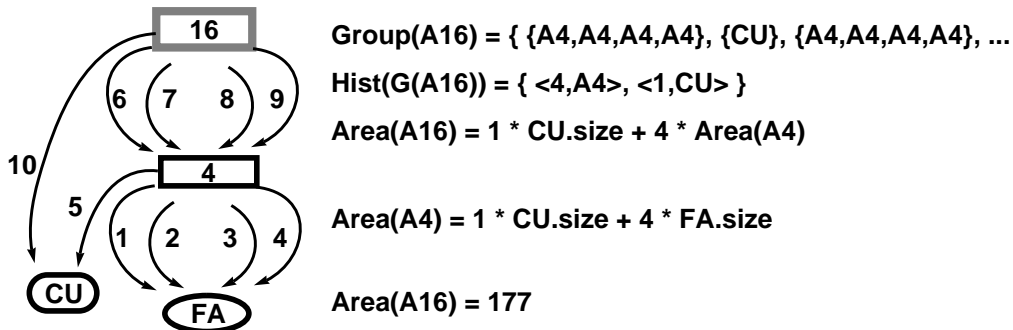 16
Group(A16) = { {A4,A4,A4,A4}, {CU}, {A4,A4,A4,A4}, ...
Hist(G(A16)) = { <4,A4>, <1,CU> }
6 7 8 9
Area(A16) = 1 * CU.size + 4 * Area(A4)
10
4
5
1 2 3 4
Area(A4) = 1 * CU.size + 4 * FA.size
CU
FA
Area(A16) = 177